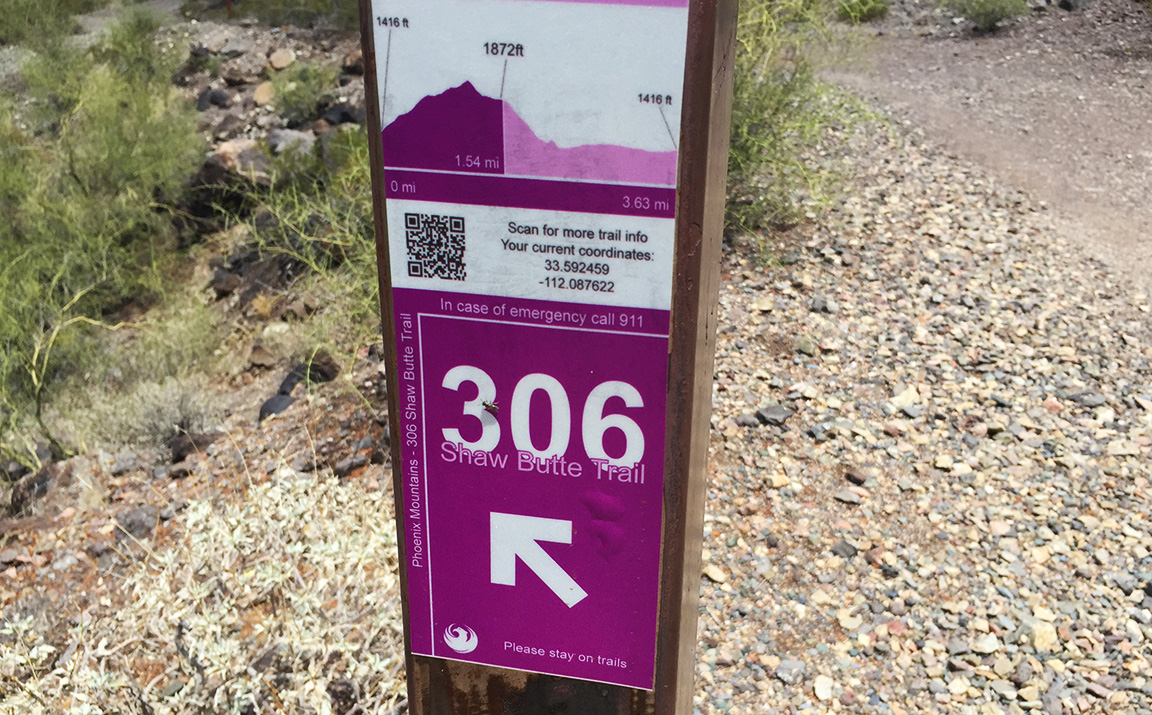 1416 ft
1872ft
1416 ft
1.54 mi
0 mi
3.63 mi
Scan for more trail info
Your current coordinates:
33.592459
-112.087622
In case of emergency call 911
Phoenix Mountains - 306 Shaw Butte Trail
306
Shaw Butte Trail
Please stay on trails